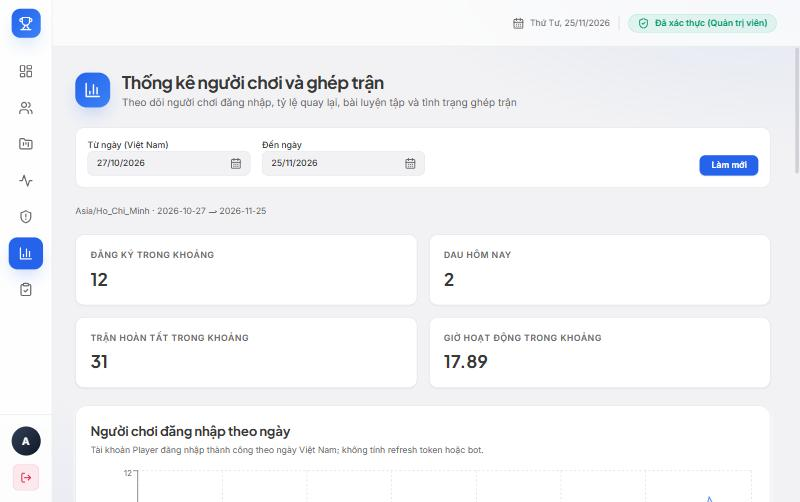 Thứ Tư, 25/11/2026
Đã xác thực (Quản trị viên)
Thống kê người chơi và ghép trận
Theo dõi người chơi đăng nhập, tỷ lệ quay lại, bài luyện tập và tình trạng ghép trận
Từ ngày (Việt Nam)
Đến ngày
27/10/2026
25/11/2026
Làm mới
Asia/Ho_Chi_Minh · 2026-10-27 → 2026-11-25
ĐĂNG KÝ TRONG KHOẢNG
12
DAU HÔM NAY
2
TRẬN HOÀN TẤT TRONG KHOẢNG
31
GIỜ HOẠT ĐỘNG TRONG KHOẢNG
17.89
Người chơi đăng nhập theo ngày
Tài khoản Player đăng nhập thành công theo ngày Việt Nam; không tính refresh token hoặc bot.
12
A